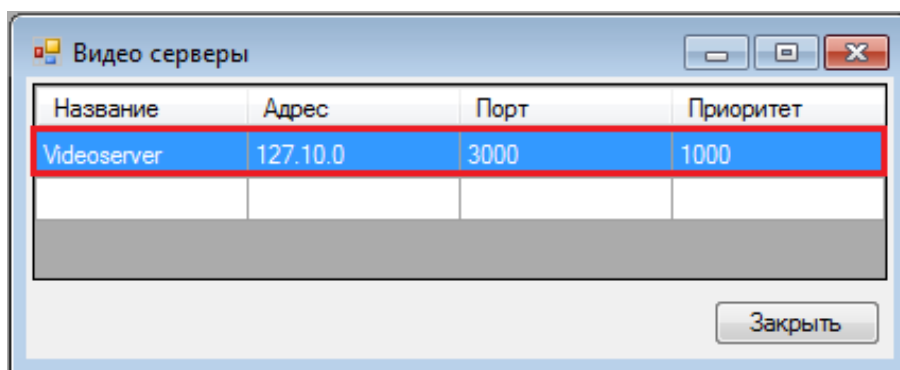 Видео серверы
Название Адрес Порт Приоритет
Videoserver 127.10.0 3000 1000
Закрыть